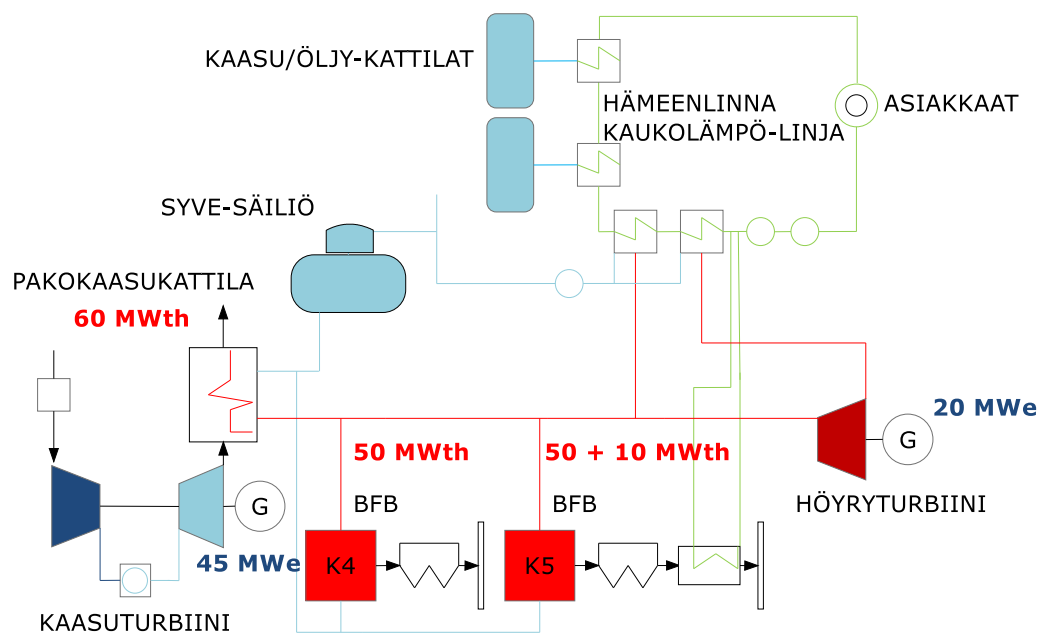 KAASU/ÖLJY-KATTILAT
HÄMEENLINNA
KAUKOLÄMPÖ-LINJA
ASIAKKAAT
SYVE-SÄILIÖ
PAKOKAASUKATTILA
60 MWth
50 MWth
50 + 10 MWth
20 MWe
G
HÖYRYTURBIINI
BFB
BFB
G
45 MWe
K4
K5
KAASUTURBIINI